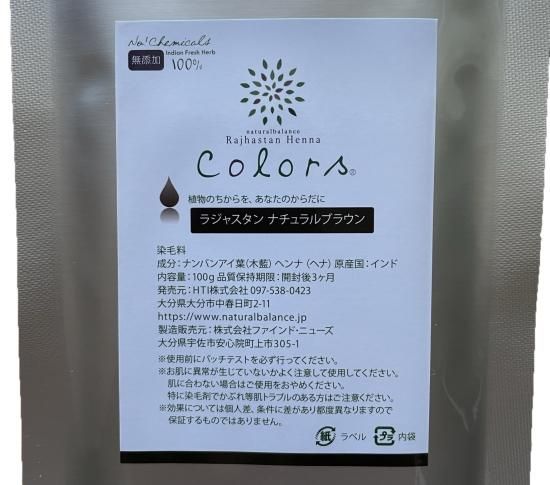 No! Chemicals
Indian Fresh Herb
無添加 100%
naturalbalance
Rajhastan Henna
Colors®
植物のちからを、あなたのからだに
ラジャスタン ナチュラルブラウン
染毛料
成分：ナンバンアイ葉(木藍) ヘンナ (ヘナ) 原産国：インド
内容量：100g 品質保持期限：開封後3ヶ月
発売元：HTI株式会社 097-538-0423
大分県大分市中春日町2-11
https://www.naturalbalance.jp
製造販売元：株式会社ファインド・ニューズ
大分県宇佐市安心院町上市305-1
※使用前にパッチテストを必ず行ってください。
※お肌に異常が生じていないかよく注意して使用してください。
肌に合わない場合はご使用をおやめください。
特に染毛剤でかぶれ等肌トラブルのある方はご注意ください。
※効果については個人差、条件に差があり都度異なりますので
保証するものではありません。
紙 ラベル プラ 内袋